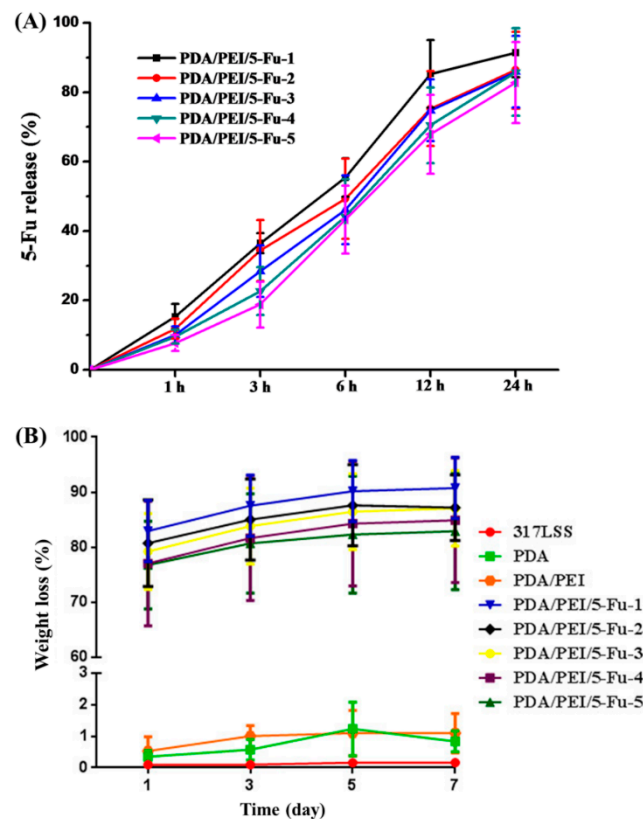 (A)
PDA/PEI/5-Fu-1
PDA/PEI/5-Fu-2
PDA/PEI/5-Fu-3
PDA/PEI/5-Fu-4
PDA/PEI/5-Fu-5
5-Fu release (%)
100
80
60
40
20
0
1 h
3 h
6 h
12 h
24 h
(B)
Weight loss (%)
100
90
80
70
60
3
2
1
0
1
3
5
7
Time (day)
317LSS
PDA
PDA/PEI
PDA/PEI/5-Fu-1
PDA/PEI/5-Fu-2
PDA/PEI/5-Fu-3
PDA/PEI/5-Fu-4
PDA/PEI/5-Fu-5